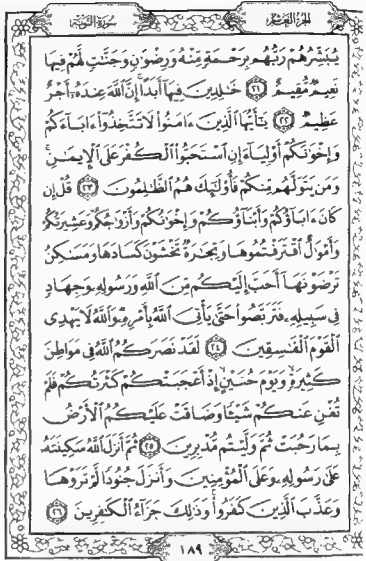 سورة التوبة الجزء العاشر
يُبَشِّرُهُمْ رَبُّهُم بِرَحْمَةٍ مِّنْهُ وَرِضْوَٰنٍ وَجَنَّٰتٍ لَّهُمْ فِيهَا
نَعِيمٌ مُّقِيمٌ ٢١ خَٰلِدِينَ فِيهَآ أَبَدًا إِنَّ ٱللَّهَ عِندَهُۥٓ أَجْرٌ
عَظِيمٌ ٢٢ يَٰٓأَيُّهَا ٱلَّذِينَ ءَامَنُوا۟ لَا تَتَّخِذُوٓا۟ ءَابَآءَكُمْ
وَإِخْوَٰنَكُمْ أَوْلِيَآءَ إِنِ ٱسْتَحَبُّوا۟ ٱلْكُفْرَ عَلَى ٱلْإِيمَٰنِ ۚ
وَمَن يَتَوَلَّهُم مِّنكُمْ فَأُو۟لَٰٓئِكَ هُمُ ٱلظَّٰلِمُونَ ٢٣ قُلْ إِن
كَانَ ءَابَآؤُكُمْ وَأَبْنَآؤُكُمْ وَإِخْوَٰنُكُمْ وَأَزْوَٰجُكُمْ وَعَشِيرَتُكُمْ
وَأَمْوَٰلٌ ٱقْتَرَفْتُمُوهَا وَتِجَٰرَةٌ تَخْشَوْنَ كَسَادَهَا وَمَسَٰكِنُ
تَرْضَوْنَهَآ أَحَبَّ إِلَيْكُم مِّنَ ٱللَّهِ وَرَسُولِهِۦ وَجِهَادٍ
فِى سَبِيلِهِۦ فَتَرَبَّصُوا۟ حَتَّىٰ يَأْتِىَ ٱللَّهُ بِأَمْرِهِۦ ۗ وَٱللَّهُ لَا يَهْدِى
ٱلْقَوْمَ ٱلْفَٰسِقِينَ ٢٤ لَقَدْ نَصَرَكُمُ ٱللَّهُ فِى مَوَاطِنَ
كَثِيرَةٍ ۙ وَيَوْمَ حُنَيْنٍ ۙ إِذْ أَعْجَبَتْكُمْ كَثْرَتُكُمْ فَلَمْ
تُغْنِ عَنكُمْ شَيْـًٔا وَضَاقَتْ عَلَيْكُمُ ٱلْأَرْضُ
بِمَا رَحُبَتْ ثُمَّ وَلَّيْتُم مُّدْبِرِينَ ٢٥ ثُمَّ أَنزَلَ ٱللَّهُ سَكِينَتَهُۥ
عَلَىٰ رَسُولِهِۦ وَعَلَى ٱلْمُؤْمِنِينَ وَأَنزَلَ جُنُودًا لَّمْ تَرَوْهَا
وَعَذَّبَ ٱلَّذِينَ كَفَرُوا۟ ۚ وَذَٰلِكَ جَزَآءُ ٱلْكَٰفِرِينَ ٢٦
١٨٩